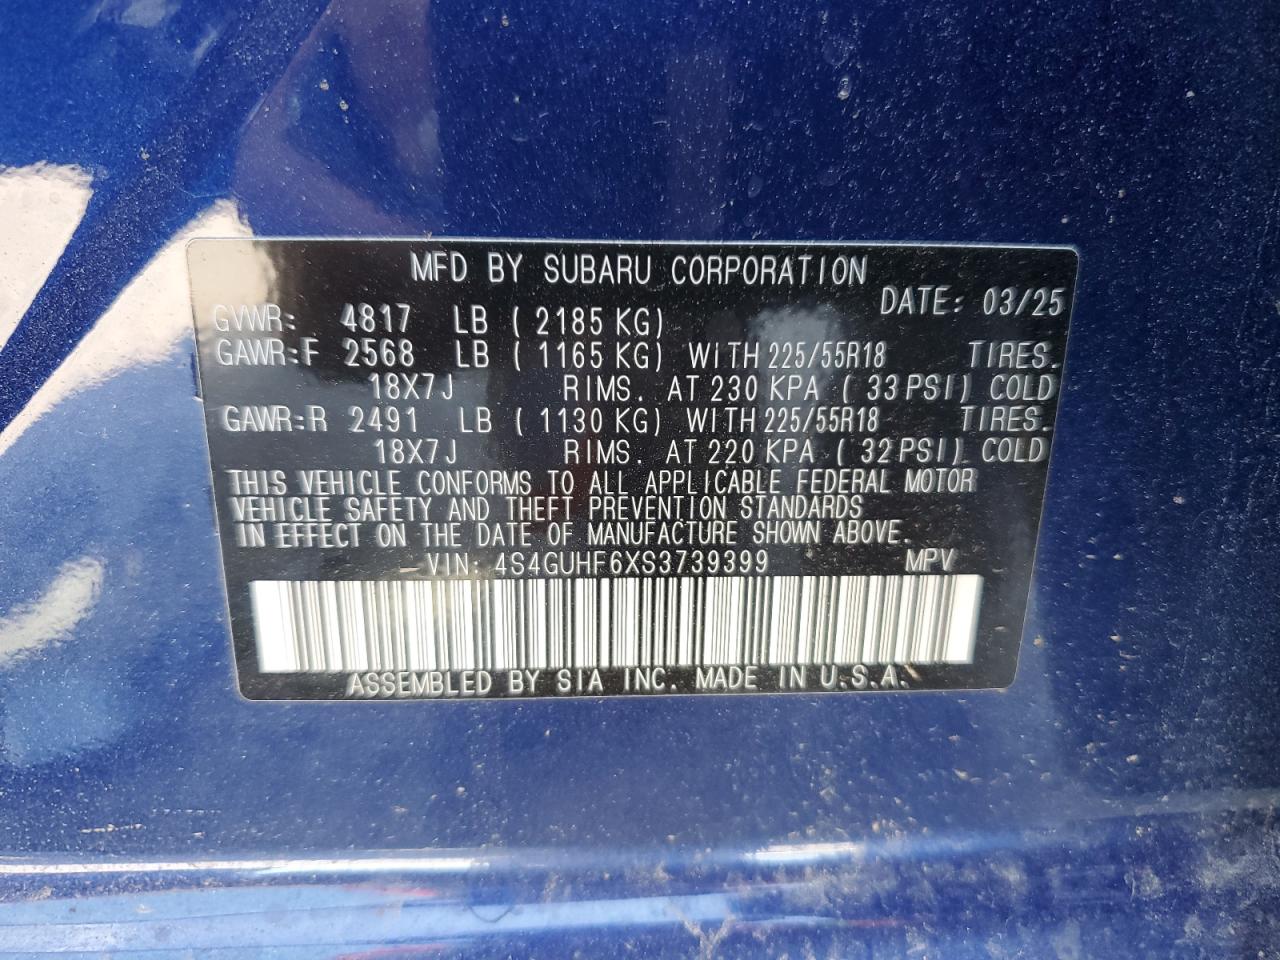 MFD BY SUBARU CORPORATION
DATE: 03/25
GVWR: 4817 LB ( 2185 KG)
GAWR:F 2568 LB ( 1165 KG) WITH 225/55R18 TIRES.
18X7J RIMS. AT 230 KPA ( 33 PSI) COLD
GAWR:R 2491 LB ( 1130 KG) WITH 225/55R18 TIRES.
18X7J RIMS. AT 220 KPA ( 32 PSI) COLD
THIS VEHICLE CONFORMS TO ALL APPLICABLE FEDERAL MOTOR
VEHICLE SAFETY AND THEFT PREVENTION STANDARDS
IN EFFECT ON THE DATE OF MANUFACTURE SHOWN ABOVE.
VIN: 4S4GUHF6XS3739399 MPV
ASSEMBLED BY SIA INC. MADE IN U.S.A.